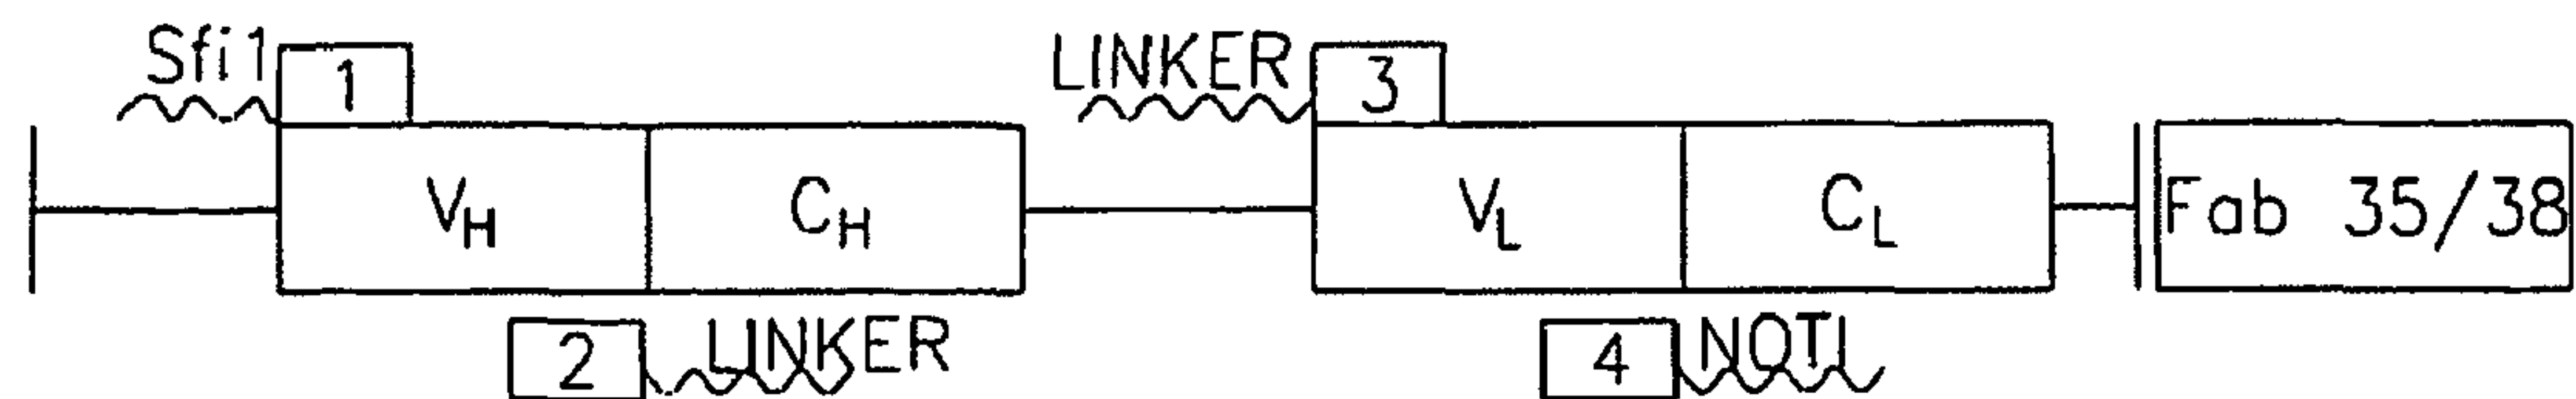 Sfi1 1 LINKER 3
VH CH VL CL Fab 35/38
2 LINKER 4 NOTI